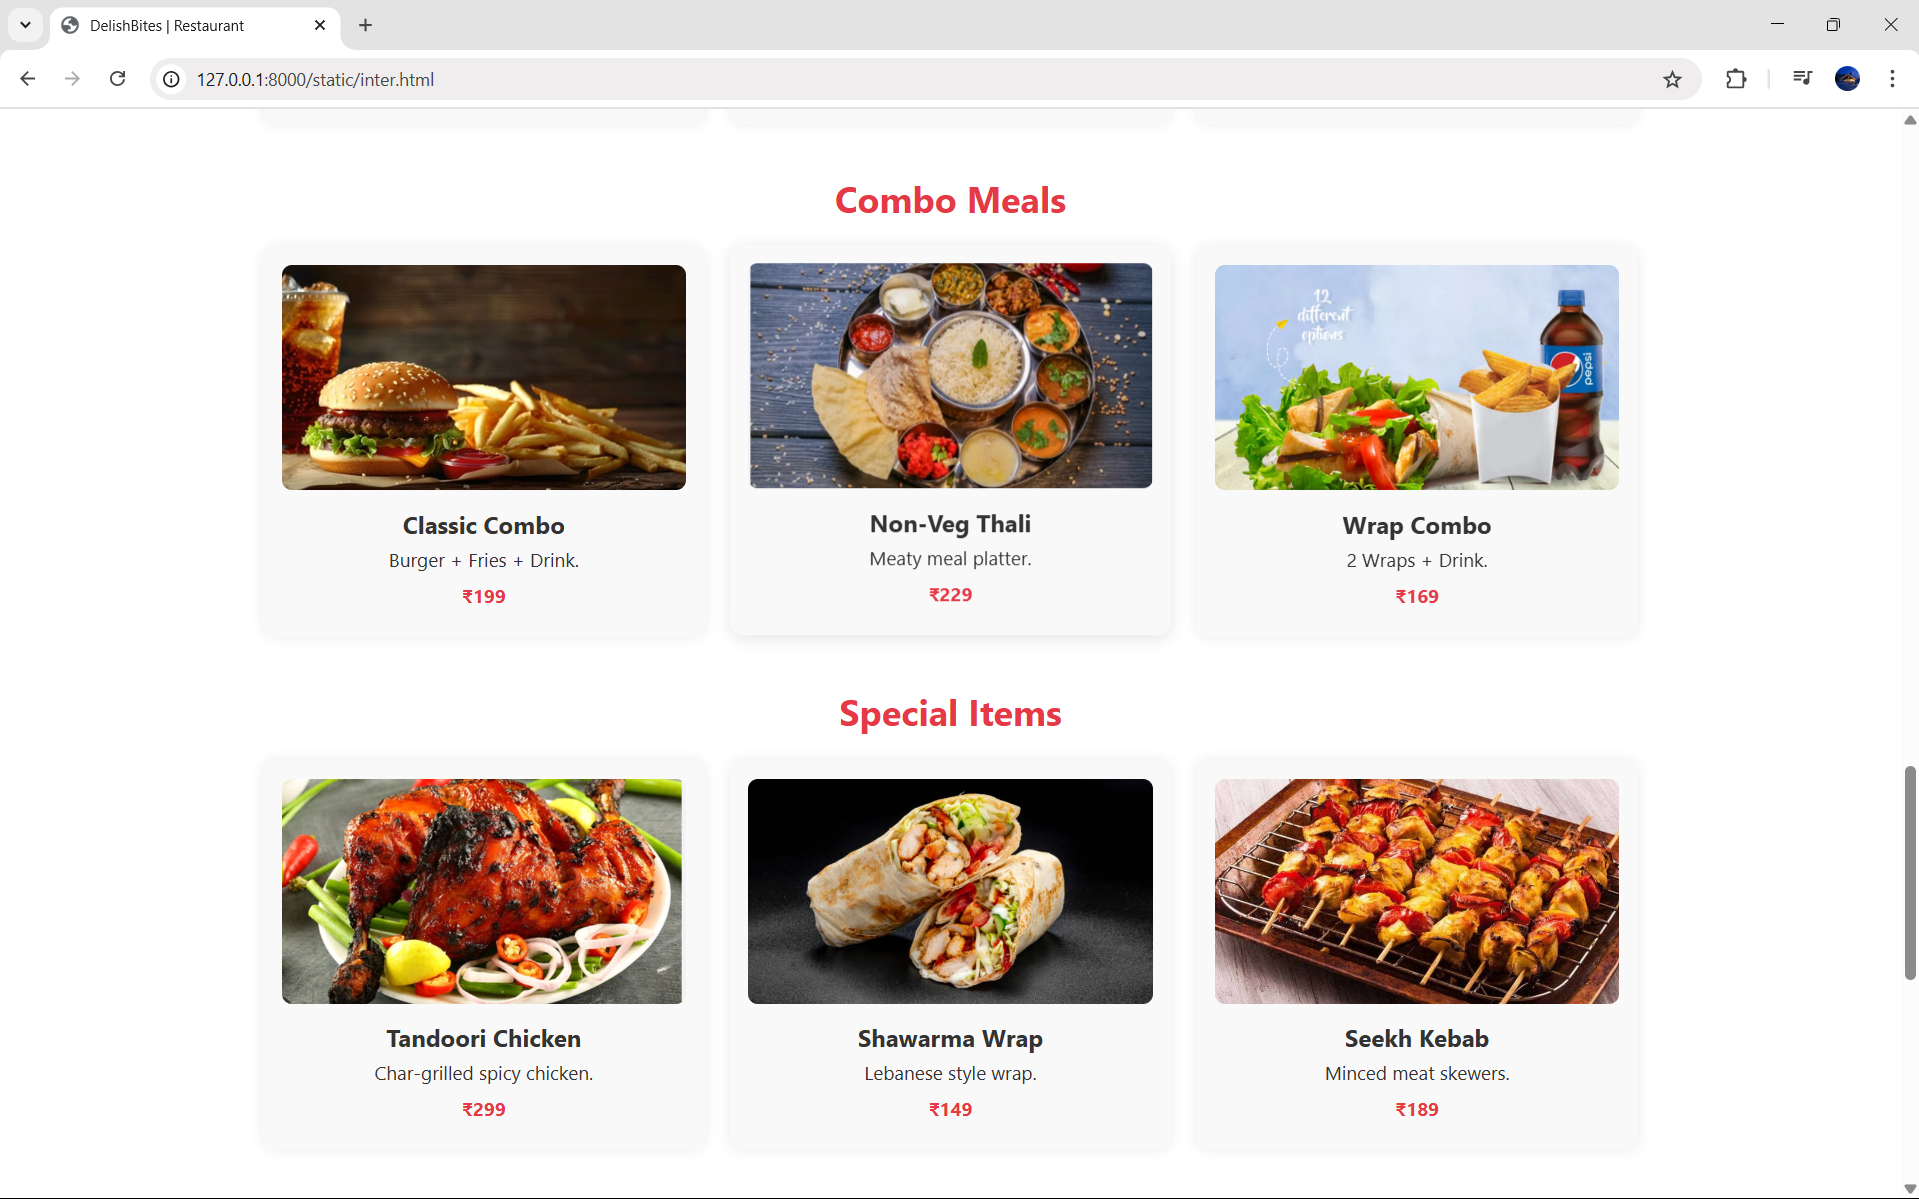 DelishBites | Restaurant
127.0.0.1:8000/static/inter.html
Combo Meals
12
different
options
pepsi
Classic Combo
Burger + Fries + Drink.
₹199
Non-Veg Thali
Meaty meal platter.
₹229
Wrap Combo
2 Wraps + Drink.
₹169
Special Items
Tandoori Chicken
Char-grilled spicy chicken.
₹299
Shawarma Wrap
Lebanese style wrap.
₹149
Seekh Kebab
Minced meat skewers.
₹189